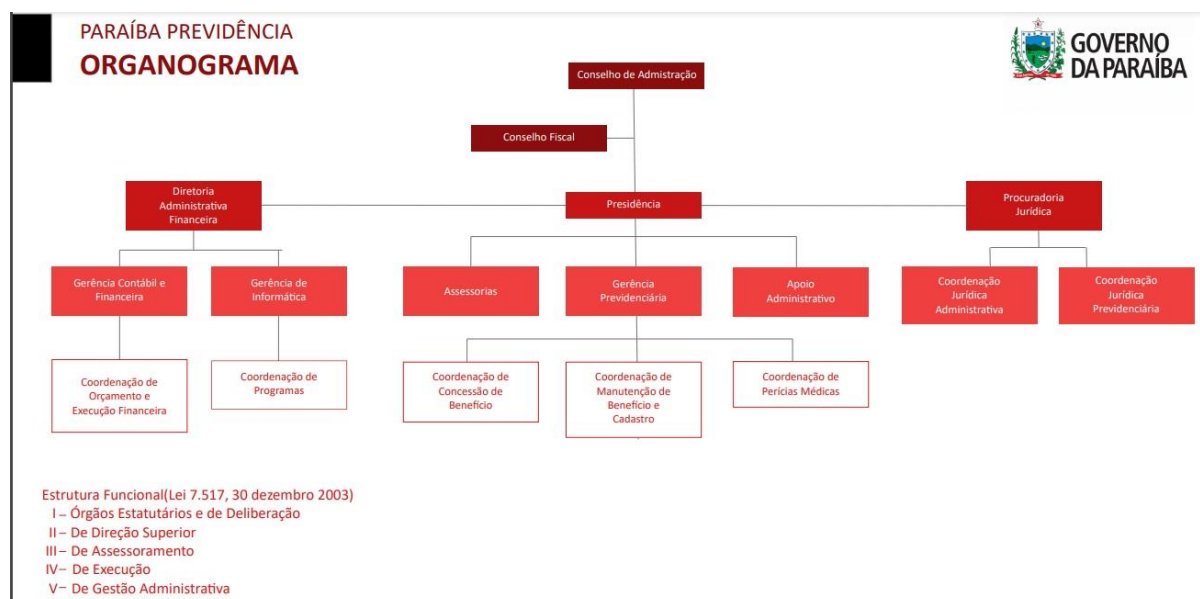 PARAÍBA PREVIDÊNCIA
ORGANOGRAMA
GOVERNO
DA PARAÍBA
Conselho de Admistração
Conselho Fiscal
Diretoria
Administrativa
Financeira
Presidência
Procuradoria
Jurídica
Gerência Contábil e
Financeira
Gerência de
Informática
Assessorias
Gerência
Previdenciária
Apoio
Administrativo
Coordenação
Jurídica
Administrativa
Coordenação
Jurídica
Previdenciária
Coordenação de
Orçamento e
Execução Financeira
Coordenação de
Programas
Coordenação de
Concessão de
Benefício
Coordenação de
Manutenção de
Benefício e
Cadastro
Coordenação de
Perícias Médicas
Estrutura Funcional(Lei 7.517, 30 dezembro 2003)
I – Órgãos Estatutários e de Deliberação
II – De Direção Superior
III – De Assessoramento
IV – De Execução
V – De Gestão Administrativa